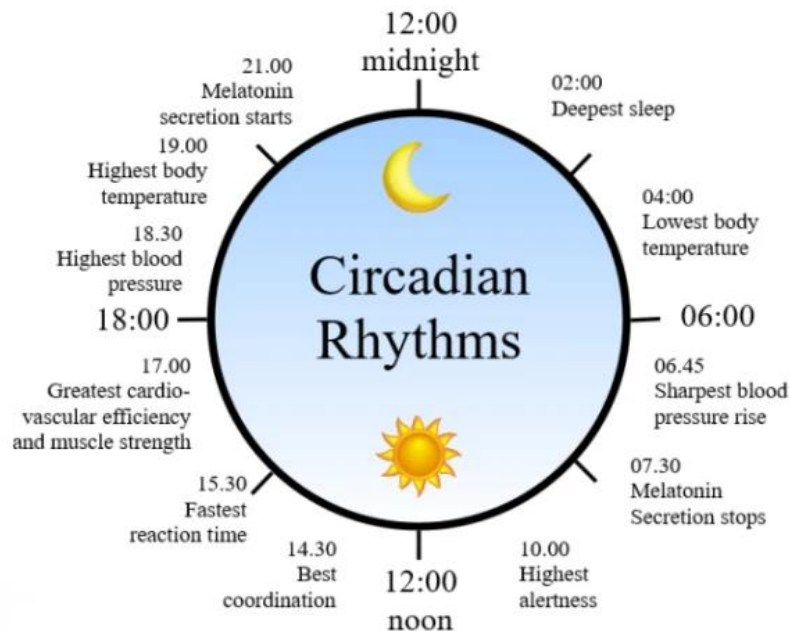 12:00
midnight
02:00
Deepest sleep
04:00
Lowest body
temperature
06:00
06.45
Sharpest blood
pressure rise
07.30
Melatonin
Secretion stops
10.00
Highest
alertness
12:00
noon
14.30
Best
coordination
15.30
Fastest
reaction time
17.00
Greatest cardio-
vascular efficiency
and muscle strength
18:00
18.30
Highest blood
pressure
19.00
Highest body
temperature
21.00
Melatonin
secretion starts
Circadian
Rhythms